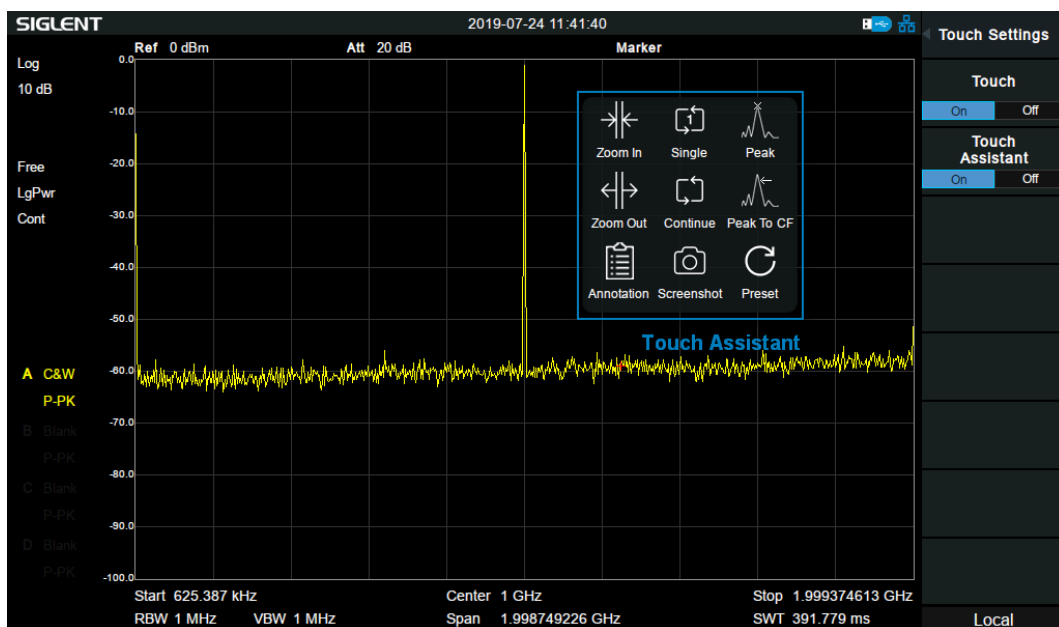 SIGLENT
2019-07-24 11:41:40
Touch Settings
Ref 0 dBm
Att 20 dB
Marker
Log
10 dB
Free
LgPwr
Cont
A C&W
P-PK
B Blank
P-PK
C Blank
P-PK
D Blank
P-PK
0.0
-10.0
-20.0
-30.0
-40.0
-50.0
-60.0
-70.0
-80.0
-90.0
-100.0
1
Zoom In Single Peak
Zoom Out Continue Peak To CF
Annotation Screenshot Preset
Touch Assistant
Touch
On Off
Touch
Assistant
On Off
Start 625.387 kHz
Center 1 GHz
Stop 1.999374613 GHz
RBW 1 MHz VBW 1 MHz
Span 1.998749226 GHz
SWT 391.779 ms
Local